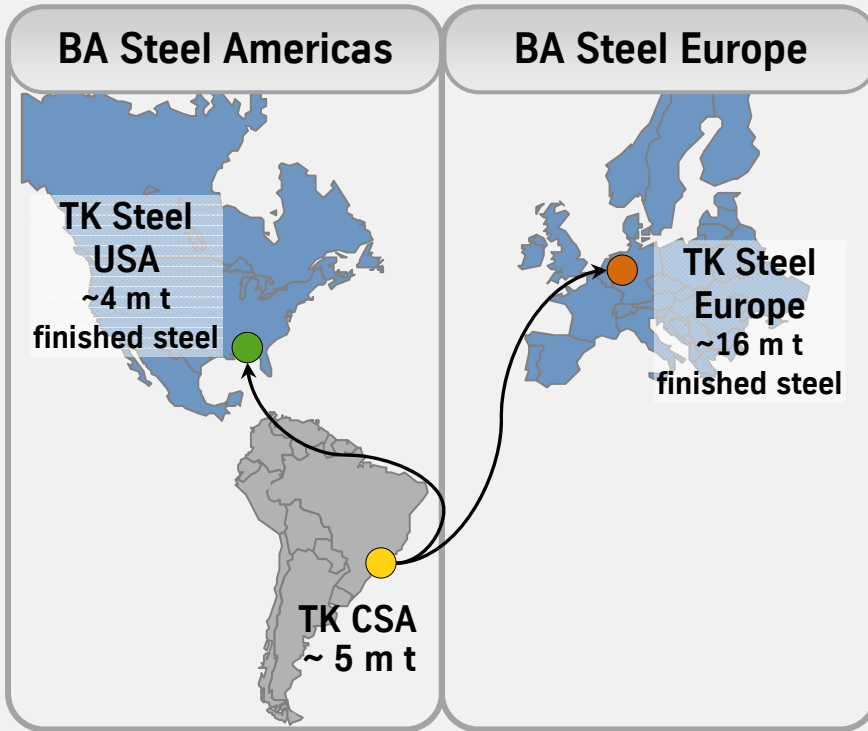 BA Steel Americas
BA Steel Europe
TK Steel
USA
~4 m t
finished steel
TK Steel
Europe
~16 m t
finished steel
TK CSA
~ 5 m t